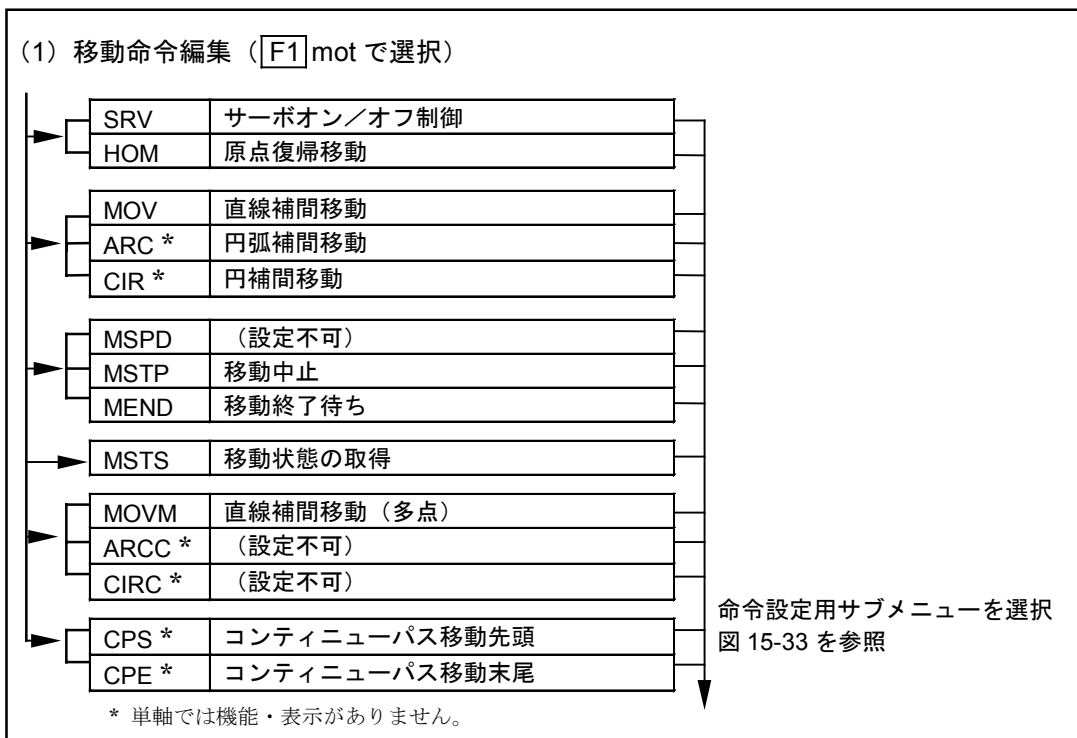 （1）移動命令編集（F1 mot で選択）
SRV サーボオン／オフ制御
HOM 原点復帰移動
MOV 直線補間移動
ARC * 円弧補間移動
CIR * 円補間移動
MSPD （設定不可）
MSTP 移動中止
MEND 移動終了待ち
MSTS 移動状態の取得
MOVM 直線補間移動（多点）
ARCC * （設定不可）
CIRC * （設定不可）
CPS * コンティニューパス移動先頭
CPE * コンティニューパス移動末尾
命令設定用サブメニューを選択
図 15-33 を参照
* 単軸では機能・表示がありません。